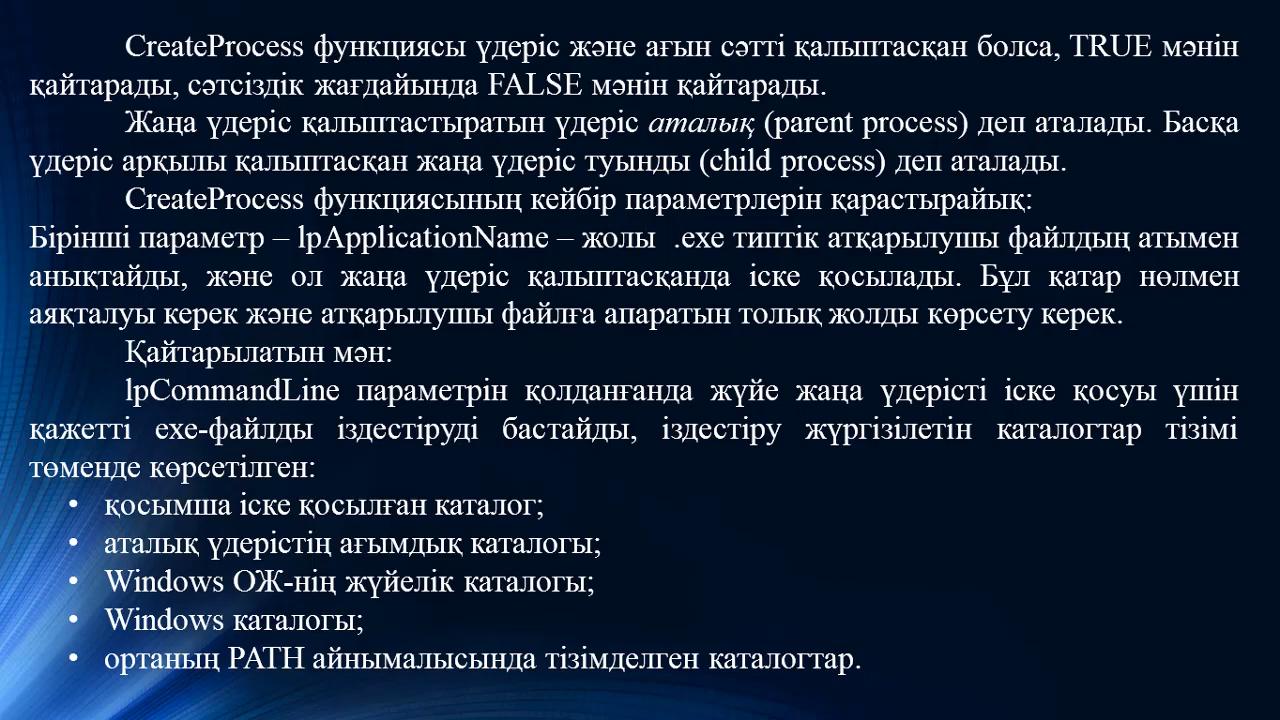 CreateProcess функциясы үдеріс және ағын сәтті қалыптасқан болса, TRUE мәнін
қайтарады, сәтсіздік жағдайында FALSE мәнін қайтарады.
Жаңа үдеріс қалыптастыратын үдеріс аталық (parent process) деп аталады. Басқа
үдеріс арқылы қалыптасқан жаңа үдеріс туынды (child process) деп аталады.
CreateProcess функциясының кейбір параметрлерін қарастырайық:
Бірінші параметр – lpApplicationName – жолы .exe типтік атқарылушы файлдың атымен
анықтайды, және ол жаңа үдеріс қалыптасқанда іске қосылады. Бұл қатар нөлмен
аяқталуы керек және атқарылушы файлға апаратын толық жолды көрсету керек.
Қайтарылатын мән:
lpCommandLine параметрін қолданғанда жүйе жаңа үдерісті іске қосуы үшін
қажетті exe-файлды іздестіруді бастайды, іздестіру жүргізілетін каталогтар тізімі
төменде көрсетілген:
• қосымша іске қосылған каталог;
• аталық үдерістің ағымдық каталогы;
• Windows ОЖ-нің жүйелік каталогы;
• Windows каталогы;
• ортаның PATH айнымалысында тізімделген каталогтар.